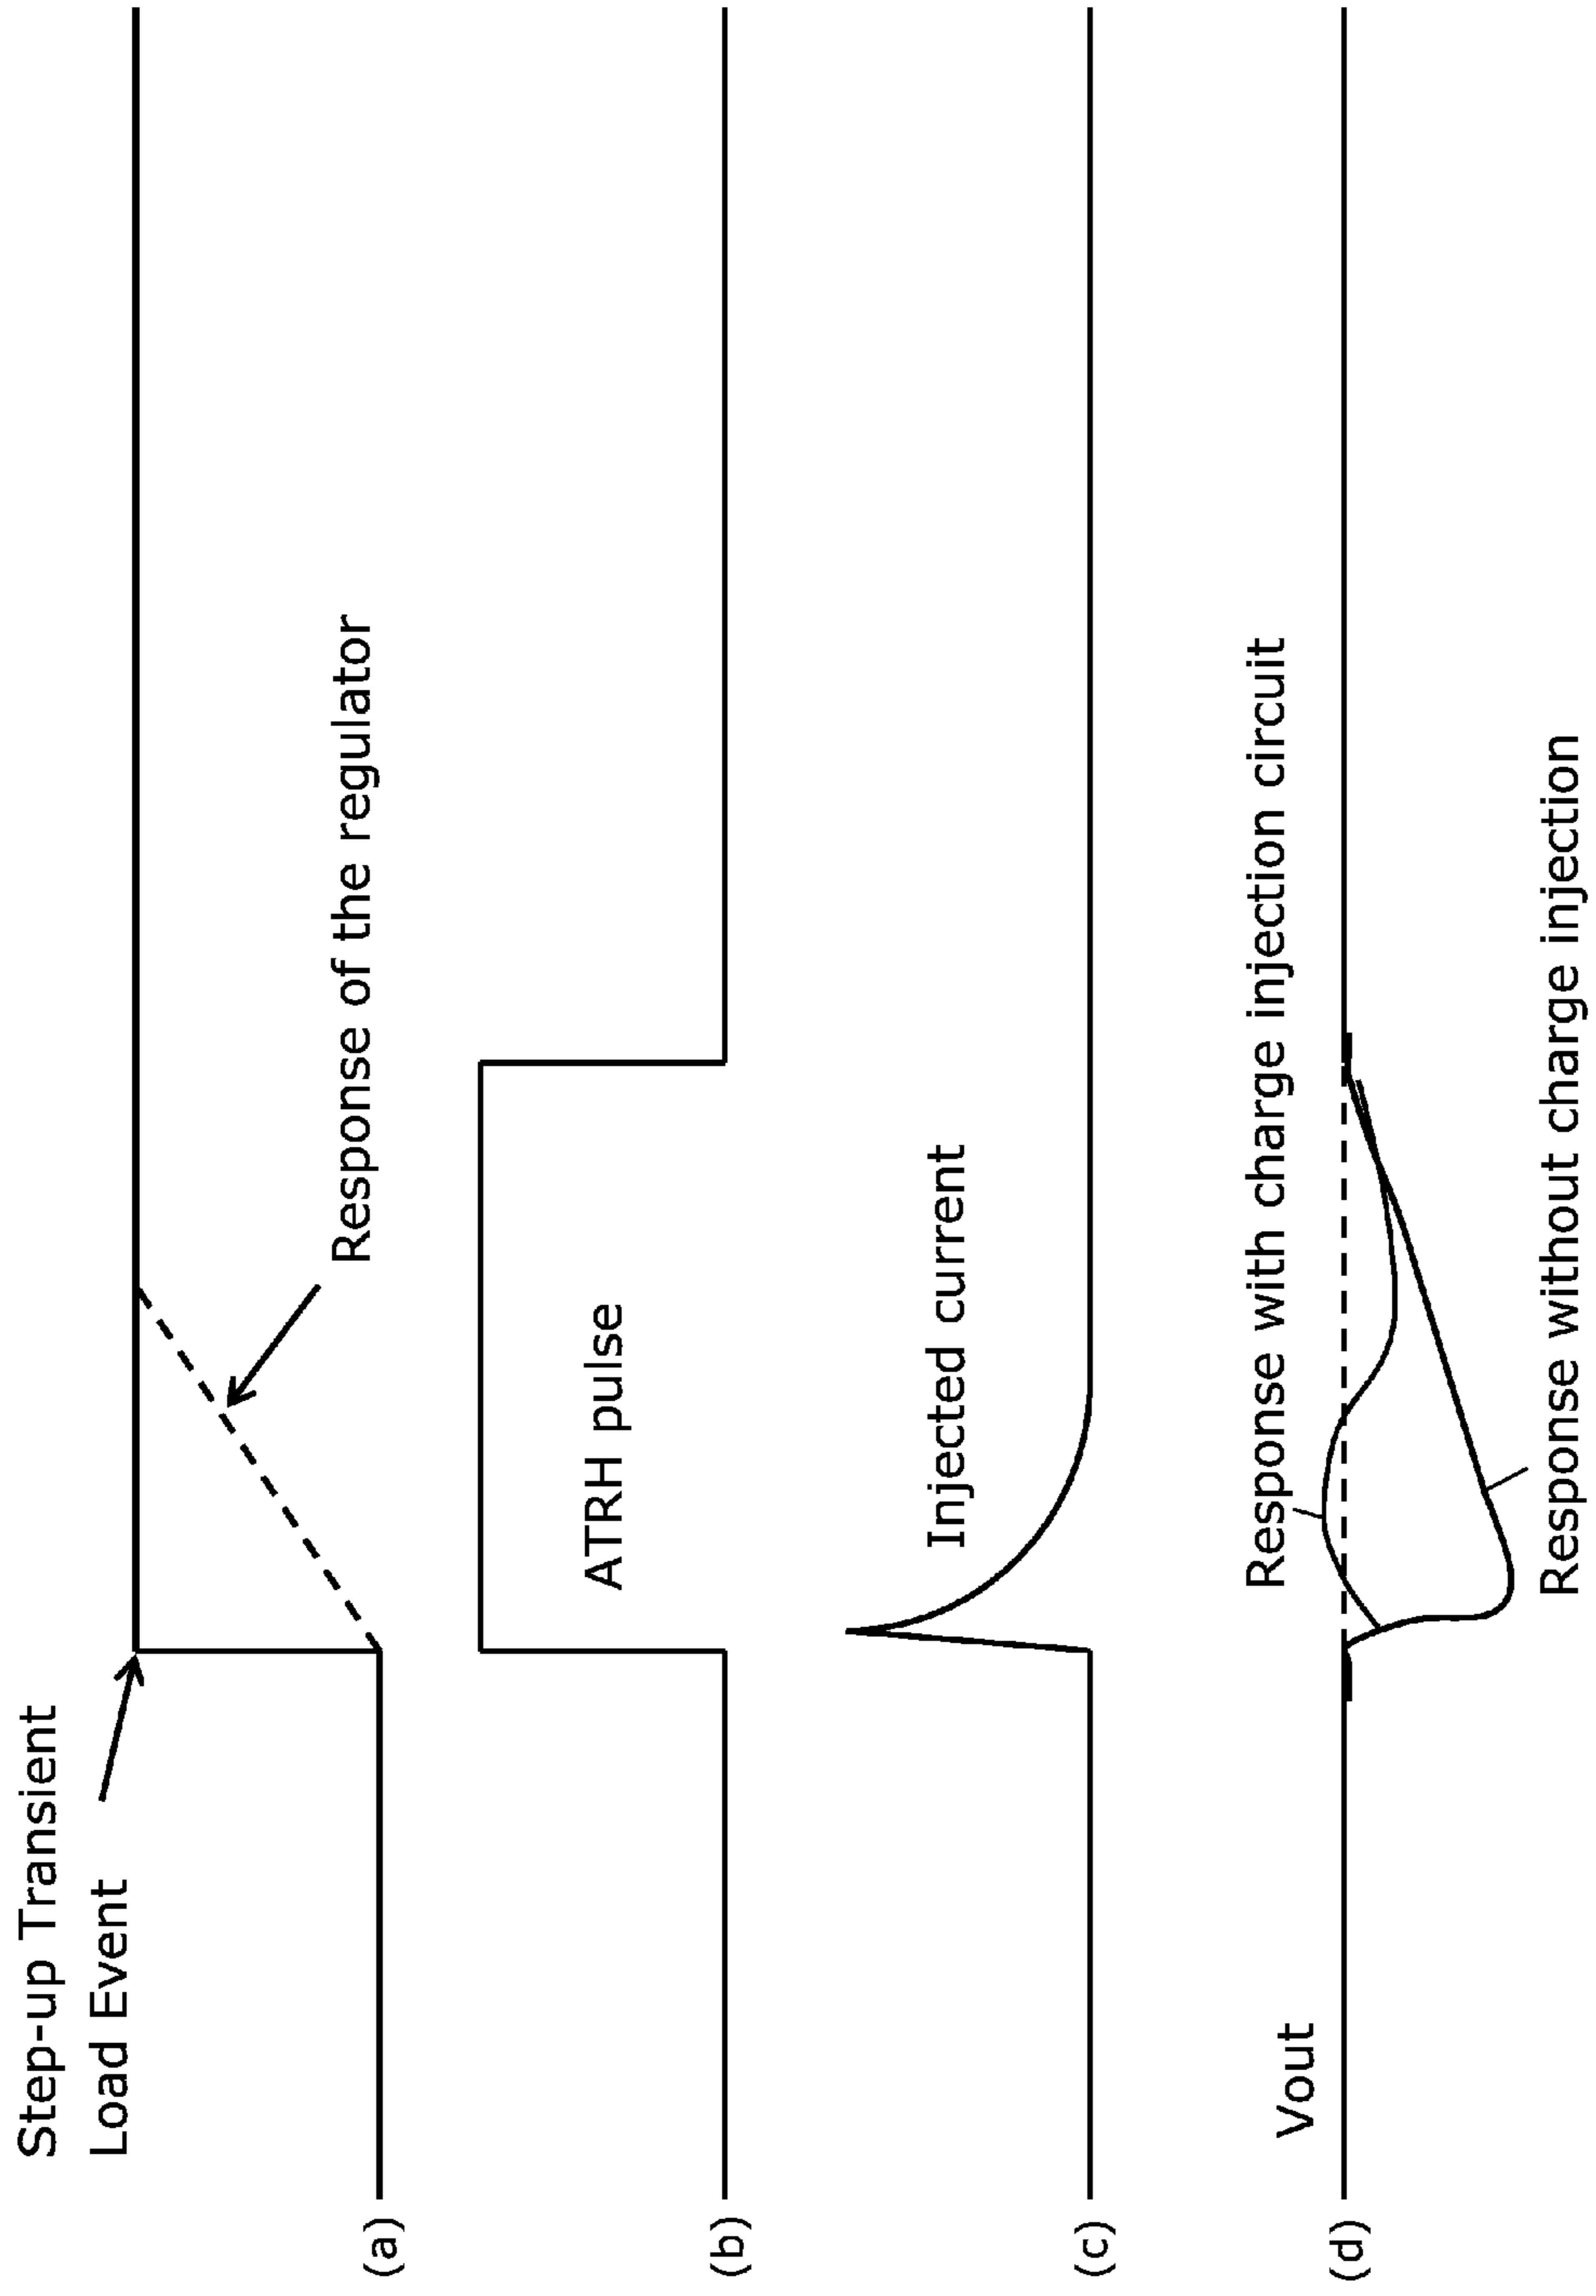 Step-up Transient
Load Event
Response of the regulator
(a)
ATRH pulse
(b)
Injected current
(c)
Response with charge injection circuit
Vout
(d)
Response without charge injection